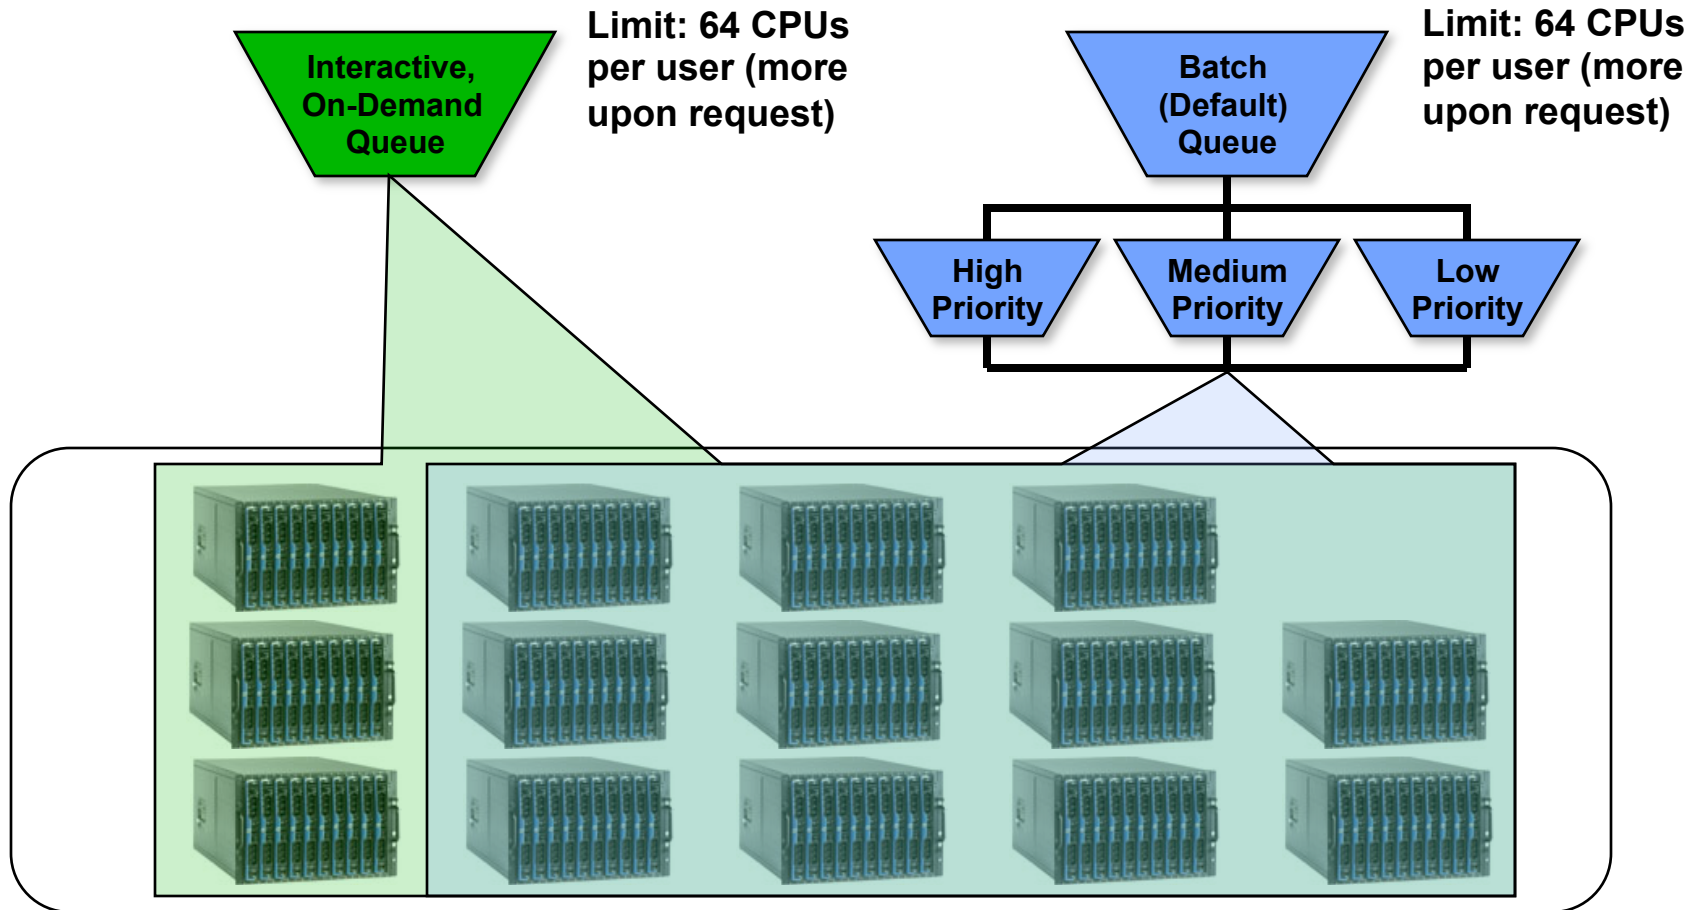 Interactive,
On-Demand
Queue
Limit: 64 CPUs
per user (more
upon request)
Batch
(Default)
Queue
Limit: 64 CPUs
per user (more
upon request)
High
Priority
Medium
Priority
Low
Priority